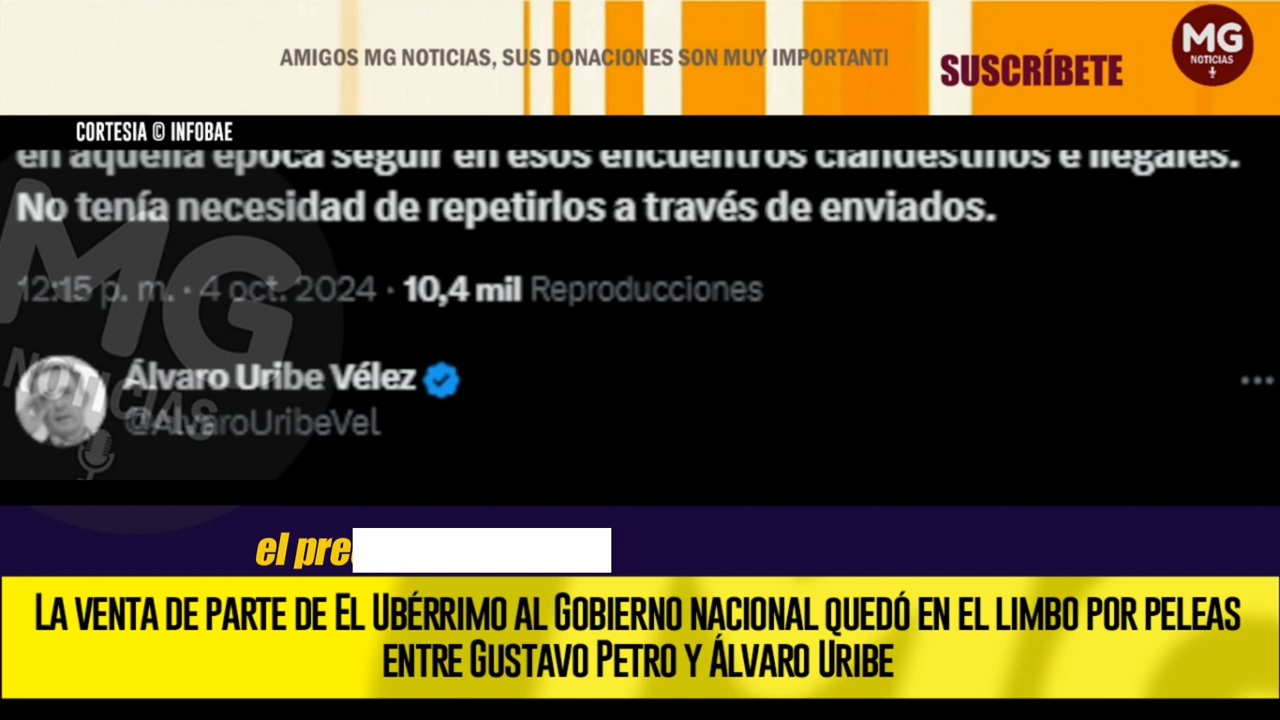 AMIGOS MG NOTICIAS, SUS DONACIONES SON MUY IMPORTANT
SUSCRÍBETE
MG
NOTICIAS
CORTESIA © INFOBAE
en aquella época seguir en esos encuentros clandestinos e ilegales.
No tenía necesidad de repetirlos a través de enviados.
12:15 p. m. · 4 oct. 2024 · 10,4 mil Reproducciones
Álvaro Uribe Vélez
@AlvaroUribeVel
MG
NOTICIAS
el
LA VENTA DE PARTE DE EL UBÉRRIMO AL GOBIERNO NACIONAL QUEDÓ EN EL LIMBO POR PELEAS
ENTRE GUSTAVO PETRO Y ÁLVARO URIBE